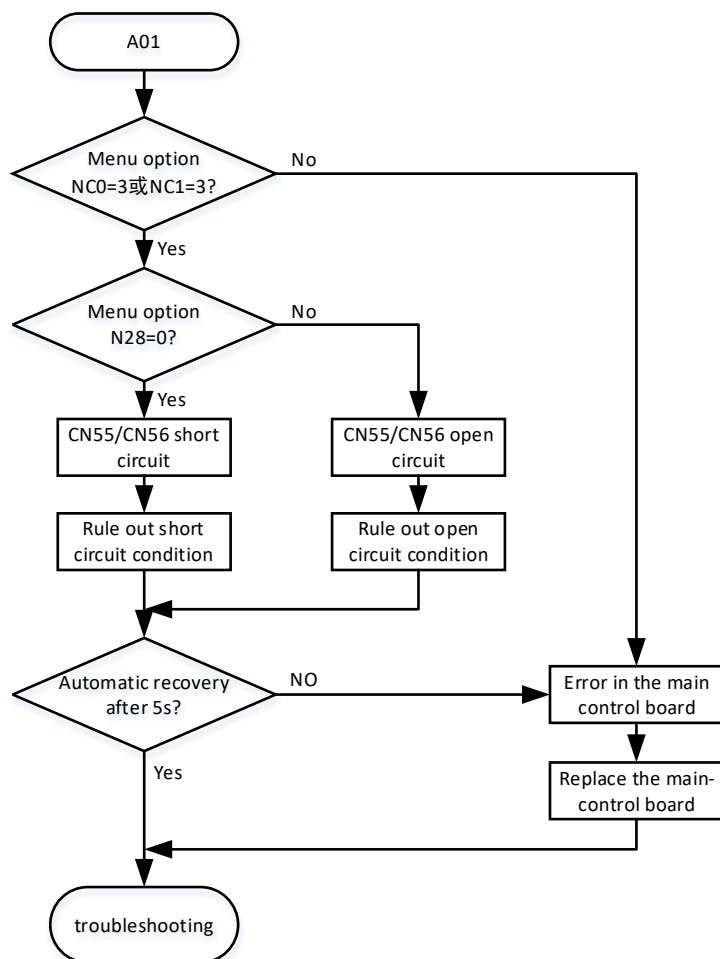 A01
Menu option
NC0=3或NC1=3?
No
Yes
Menu option
N28=0?
No
Yes
CN55/CN56 short
circuit
CN55/CN56 open
circuit
Rule out short
circuit condition
Rule out open
circuit condition
Automatic recovery
after 5s?
NO
Error in the main
control board
Yes
Replace the main-
control board
troubleshooting